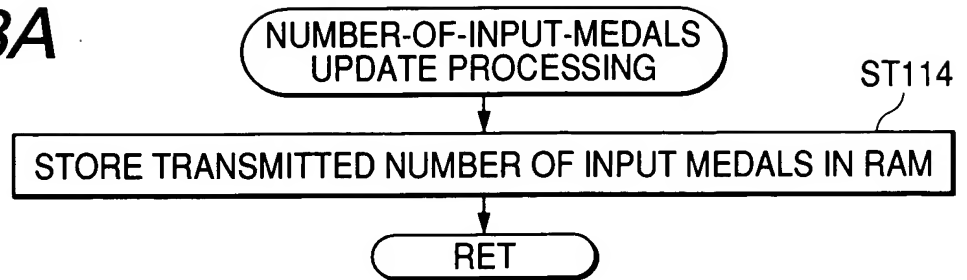 3A
NUMBER-OF-INPUT-MEDALS
UPDATE PROCESSING
ST114
STORE TRANSMITTED NUMBER OF INPUT MEDALS IN RAM
RET